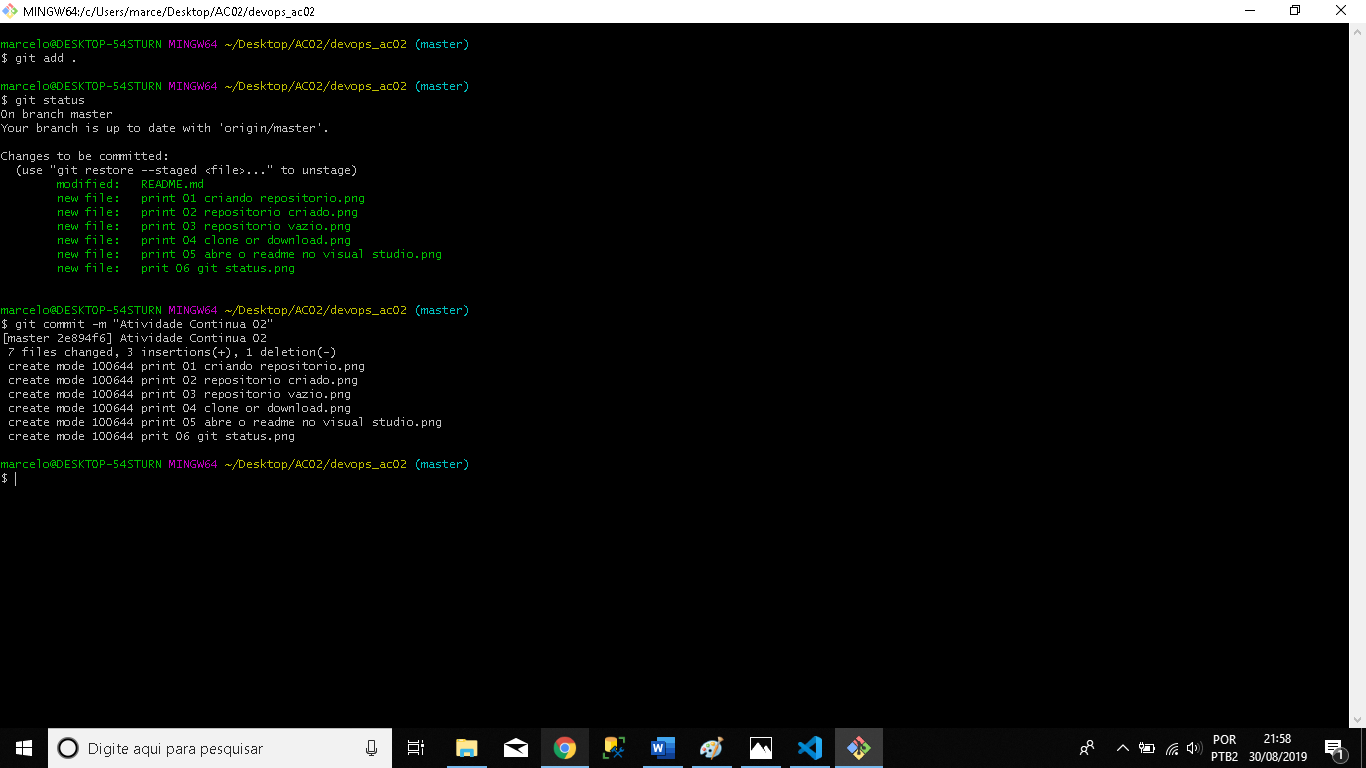 MINGW64:/c/Users/marce/Desktop/AC02/devops_ac02
marcelo@DESKTOP-54STURN MINGW64 ~/Desktop/AC02/devops_ac02 (master)
$ git add .
marcelo@DESKTOP-54STURN MINGW64 ~/Desktop/AC02/devops_ac02 (master)
$ git status
On branch master
Your branch is up to date with 'origin/master'.
Changes to be committed:
(use "git restore --staged <file>..." to unstage)
modified:   README.md
new file:   print 01 criando repositorio.png
new file:   print 02 repositorio criado.png
new file:   print 03 repositorio vazio.png
new file:   print 04 clone or download.png
new file:   print 05 abre o readme no visual studio.png
new file:   prit 06 git status.png
marcelo@DESKTOP-54STURN MINGW64 ~/Desktop/AC02/devops_ac02 (master)
$ git commit -m "Atividade Continua 02"
[master 2e894f6] Atividade Continua 02
7 files changed, 3 insertions(+), 1 deletion(-)
create mode 100644 print 01 criando repositorio.png
create mode 100644 print 02 repositorio criado.png
create mode 100644 print 03 repositorio vazio.png
create mode 100644 print 04 clone or download.png
create mode 100644 print 05 abre o readme no visual studio.png
create mode 100644 prit 06 git status.png
marcelo@DESKTOP-54STURN MINGW64 ~/Desktop/AC02/devops_ac02 (master)
$
Digite aqui para pesquisar
POR
PTB2
21:58
30/08/2019
1